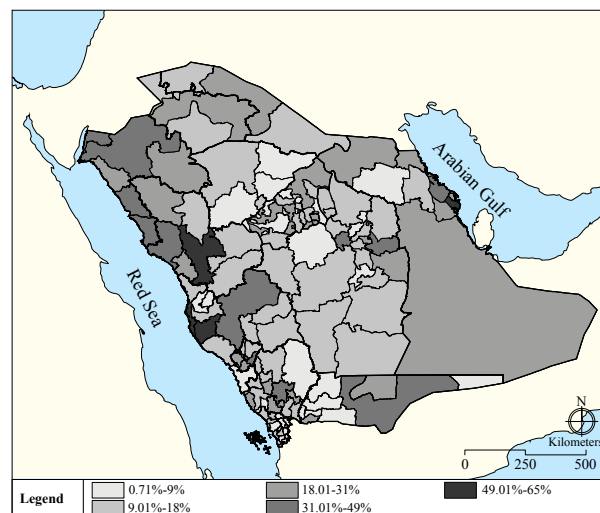 Arabian Gulf
Red Sea
N
Kilometers
0 250 500
Legend
0.71%-9%
18.01-31%
49.01%-65%
9.01%-18%
31.01%-49%